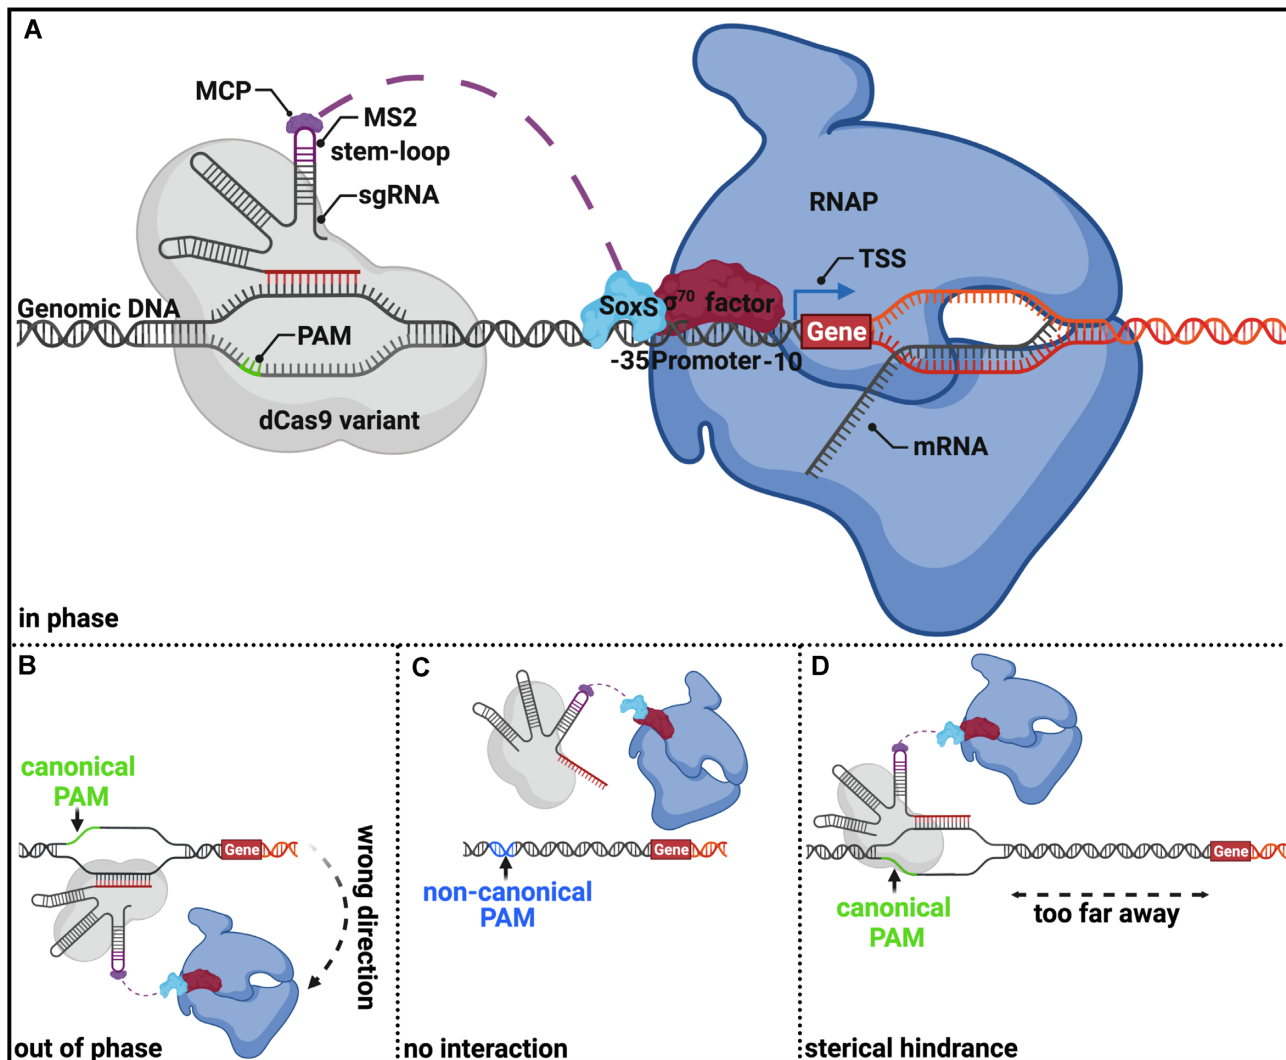 A
MCP
MS2
stem-loop
sgRNA
RNAP
TSS
Genomic DNA
SoxS
σ⁷⁰ factor
PAM
Gene
-35 Promoter -10
dCas9 variant
mRNA
in phase
B
canonical
PAM
Gene
wrong direction
out of phase
C
Gene
non-canonical
PAM
no interaction
D
Gene
canonical
PAM
too far away
sterical hindrance